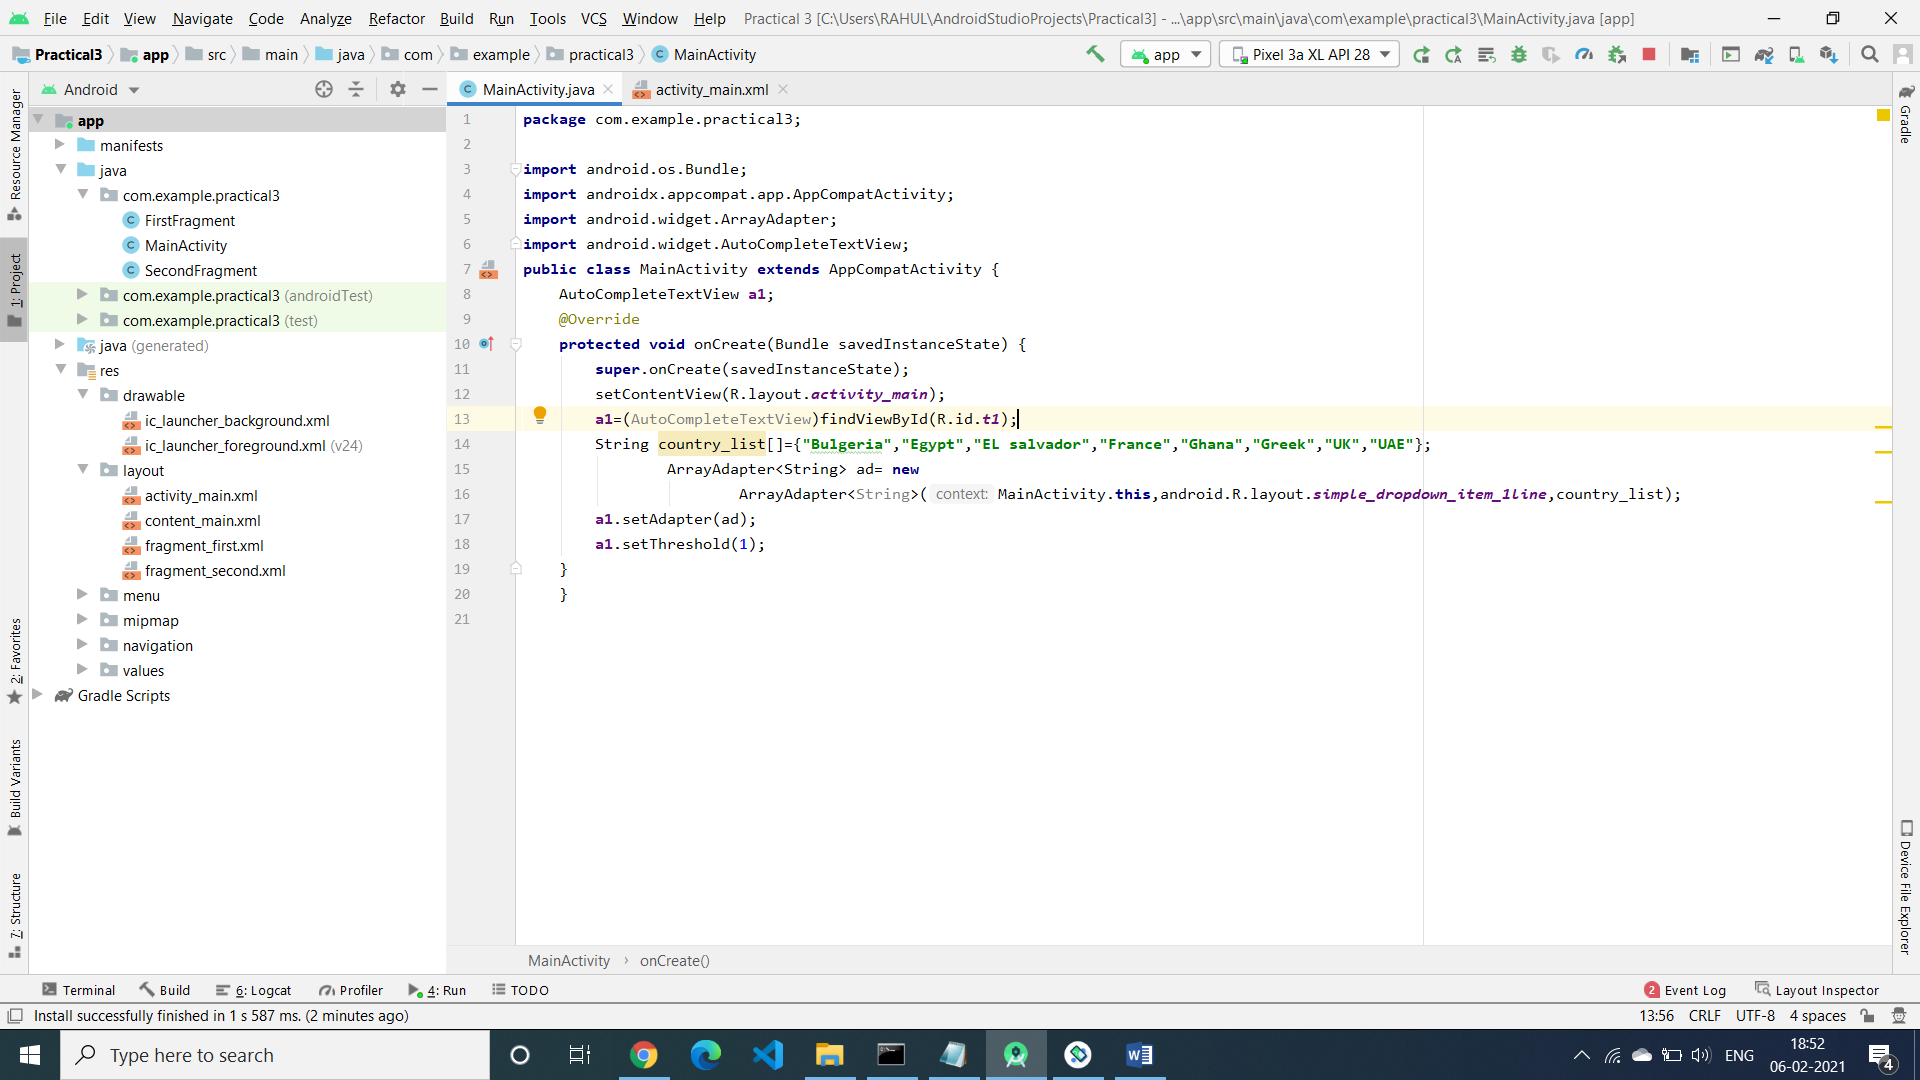 File Edit View Navigate Code Analyze Refactor Build Run Tools VCS Window Help Practical 3 [C:\Users\RAHUL\AndroidStudioProjects\Practical3] - ...\app\src\main\java\com\example\practical3\MainActivity.java [app]
Practical3 app src main java com example practical3 MainActivity app Pixel 3a XL API 28
Android
MainActivity.java
activity_main.xml
Resource Manager
1: Project
2: Favorites
Build Variants
7: Structure
app
manifests
java
com.example.practical3
FirstFragment
MainActivity
SecondFragment
com.example.practical3 (androidTest)
com.example.practical3 (test)
java (generated)
res
drawable
ic_launcher_background.xml
ic_launcher_foreground.xml (v24)
layout
activity_main.xml
content_main.xml
fragment_first.xml
fragment_second.xml
menu
mipmap
navigation
values
Gradle Scripts
1 package com.example.practical3;
2
3 import android.os.Bundle;
4 import androidx.appcompat.app.AppCompatActivity;
5 import android.widget.ArrayAdapter;
6 import android.widget.AutoCompleteTextView;
7 public class MainActivity extends AppCompatActivity {
8 AutoCompleteTextView a1;
9 @Override
10 protected void onCreate(Bundle savedInstanceState) {
11 super.onCreate(savedInstanceState);
12 setContentView(R.layout.activity_main);
13 a1=(AutoCompleteTextView)findViewById(R.id.t1);
14 String country_list[]={"Bulgeria","Egypt","EL salvador","France","Ghana","Greek","UK","UAE"};
15 ArrayAdapter<String> ad= new
16 ArrayAdapter<String>( context: MainActivity.this,android.R.layout.simple_dropdown_item_1line,country_list);
17 a1.setAdapter(ad);
18 a1.setThreshold(1);
19 }
20 }
21
Gradle
Device File Explorer
MainActivity › onCreate()
Terminal Build 6: Logcat Profiler 4: Run TODO 2 Event Log Layout Inspector
Install successfully finished in 1 s 587 ms. (2 minutes ago) 13:56 CRLF UTF-8 4 spaces
Type here to search
ENG
18:52
06-02-2021
4